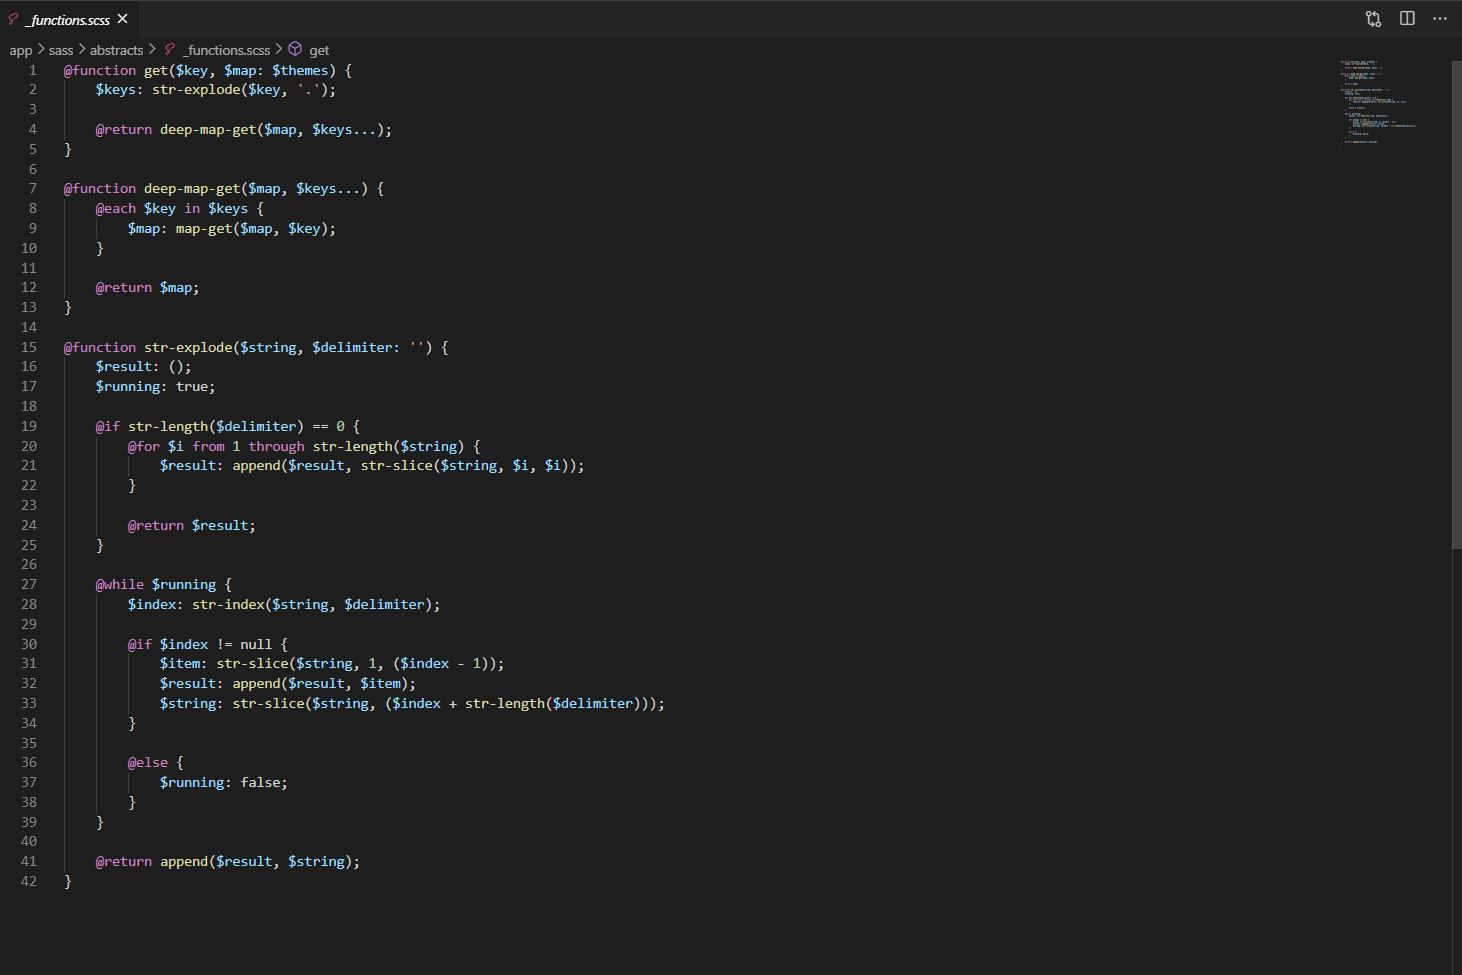 _functions.scss
app > sass > abstracts > _functions.scss > get
1 @function get($key, $map: $themes) {
2     $keys: str-explode($key, '.');
3
4     @return deep-map-get($map, $keys...);
5 }
6
7 @function deep-map-get($map, $keys...) {
8     @each $key in $keys {
9         $map: map-get($map, $key);
10     }
11
12     @return $map;
13 }
14
15 @function str-explode($string, $delimiter: '') {
16     $result: ();
17     $running: true;
18
19     @if str-length($delimiter) == 0 {
20         @for $i from 1 through str-length($string) {
21             $result: append($result, str-slice($string, $i, $i));
22         }
23
24         @return $result;
25     }
26
27     @while $running {
28         $index: str-index($string, $delimiter);
29
30         @if $index != null {
31             $item: str-slice($string, 1, ($index - 1));
32             $result: append($result, $item);
33             $string: str-slice($string, ($index + str-length($delimiter)));
34         }
35
36         @else {
37             $running: false;
38         }
39     }
40
41     @return append($result, $string);
42 }